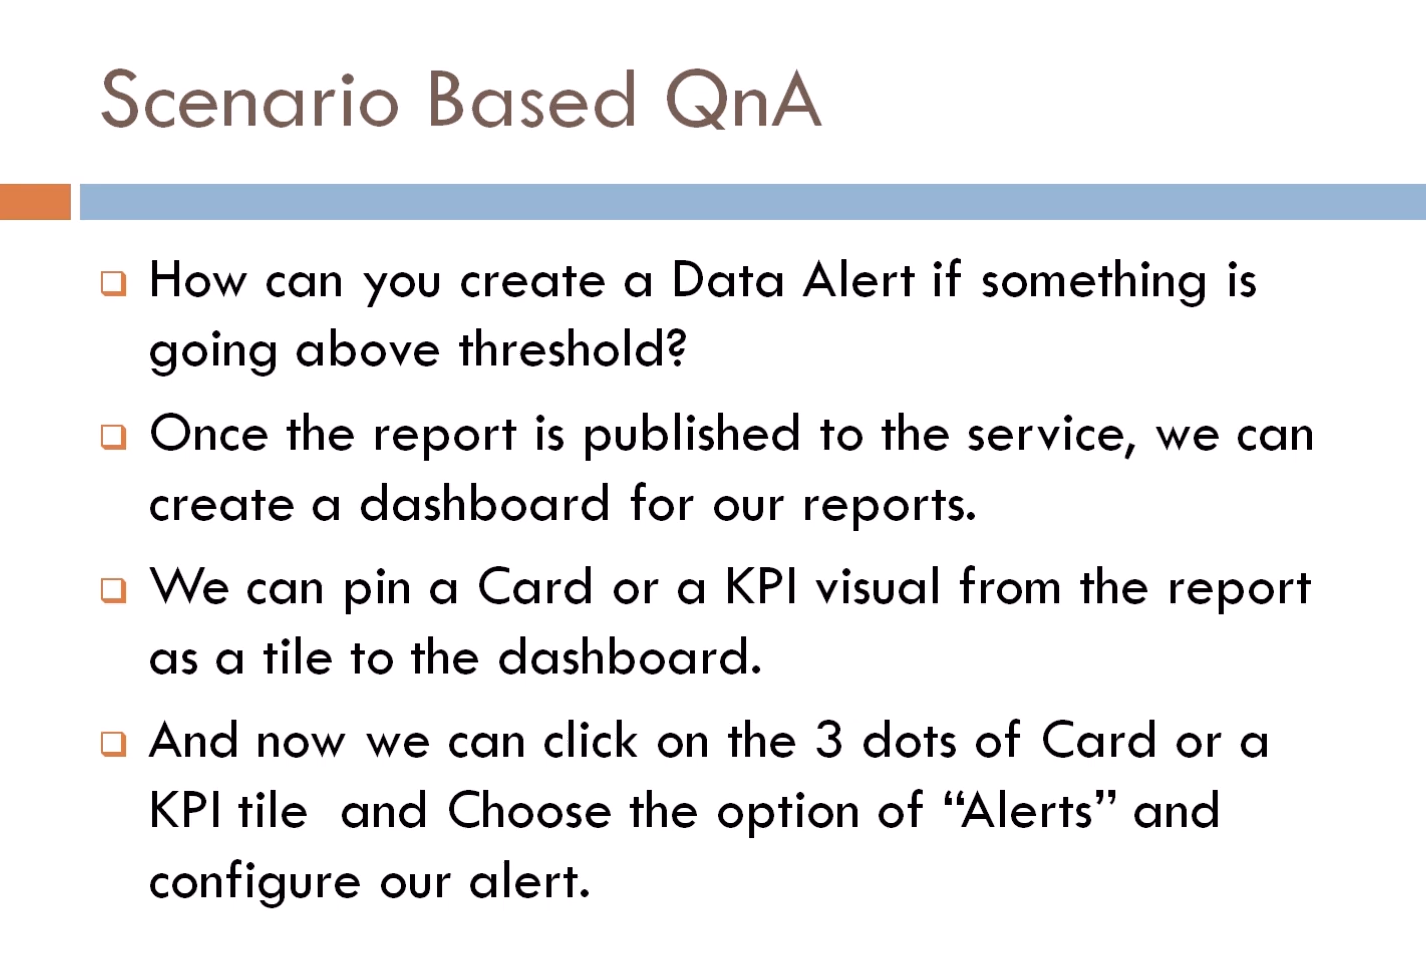 Scenario Based QnA
How can you create a Data Alert if something is
going above threshold?
Once the report is published to the service, we can
create a dashboard for our reports.
We can pin a Card or a KPI visual from the report
as a tile to the dashboard.
And now we can click on the 3 dots of Card or a
KPI tile  and Choose the option of “Alerts” and
configure our alert.